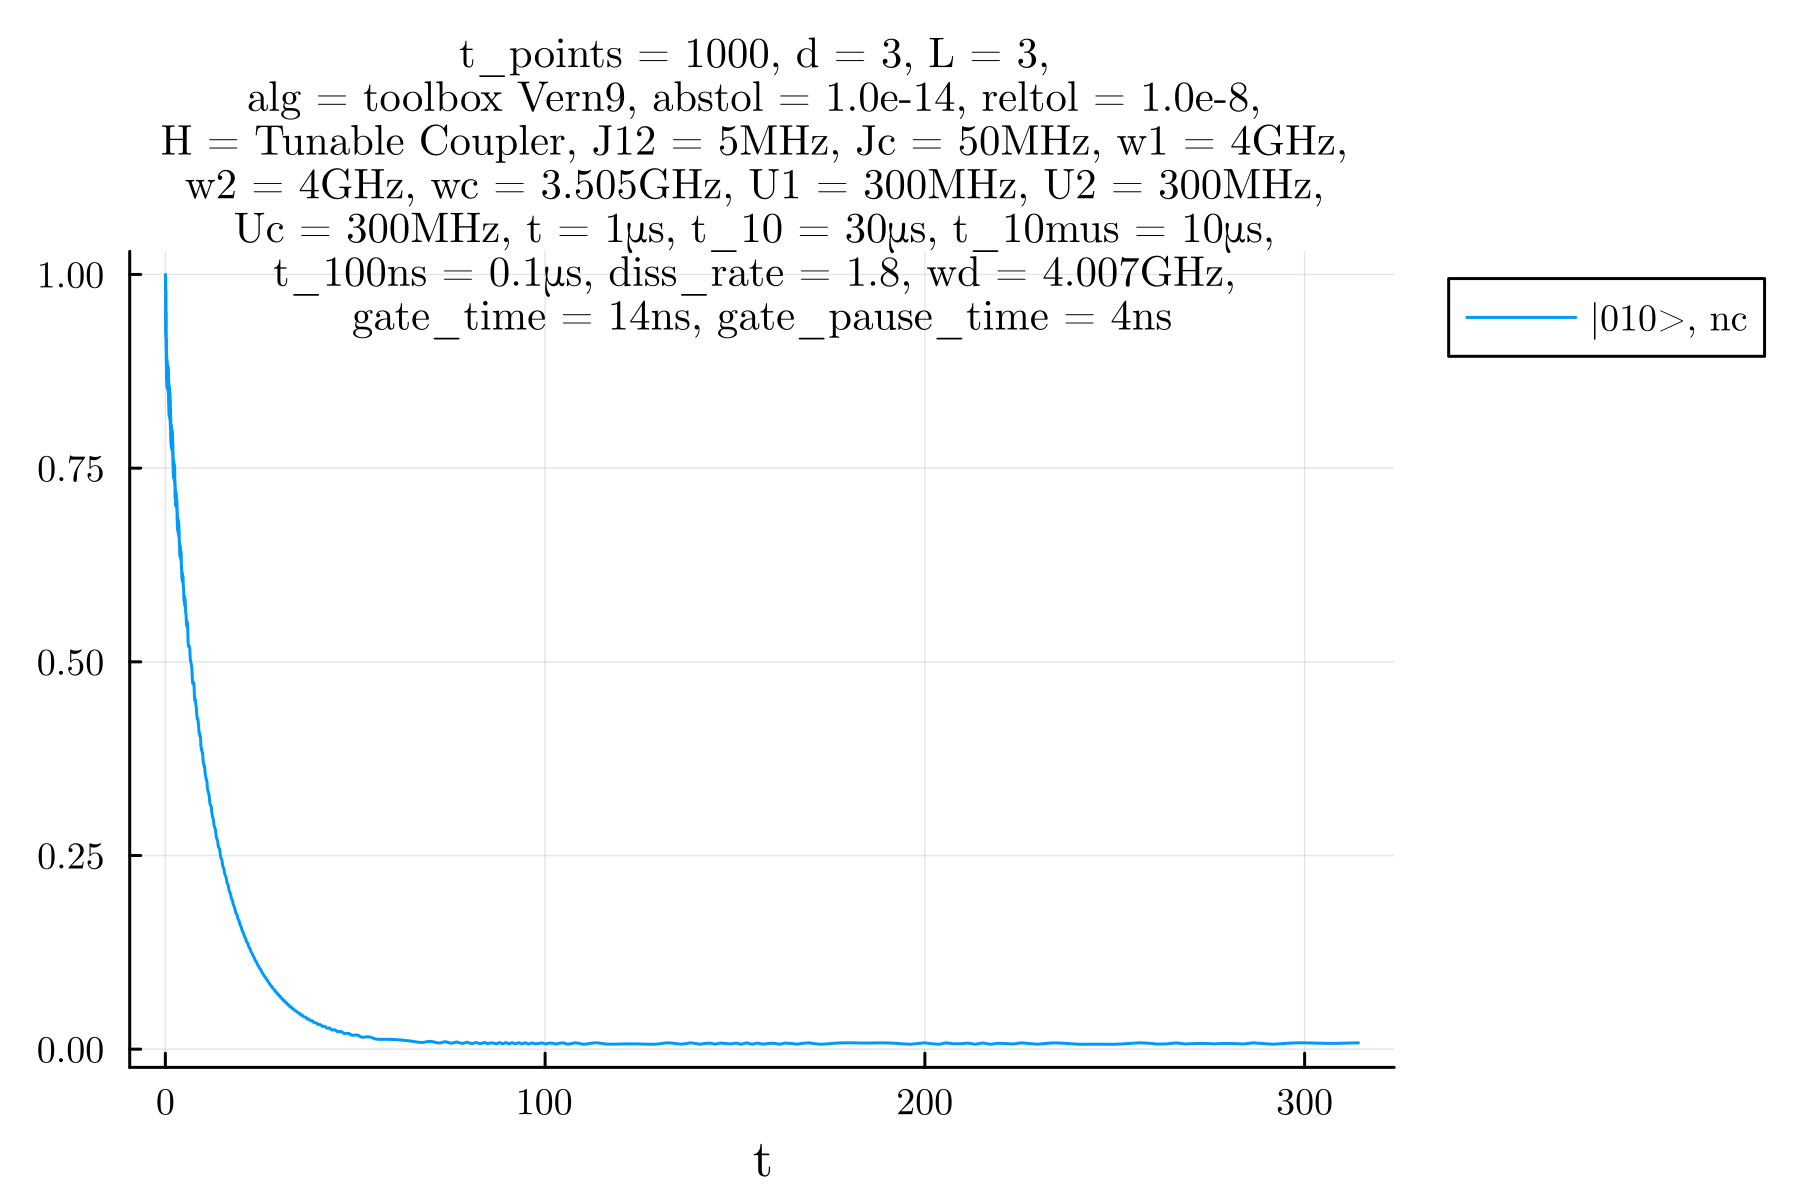 t_points = 1000, d = 3, L = 3,
alg = toolbox Vern9, abstol = 1.0e-14, reltol = 1.0e-8,
H = Tunable Coupler, J12 = 5MHz, Jc = 50MHz, w1 = 4GHz,
w2 = 4GHz, wc = 3.505GHz, U1 = 300MHz, U2 = 300MHz,
Uc = 300MHz, t = 1μs, t_10 = 30μs, t_10mus = 10μs,
t_100ns = 0.1μs, diss_rate = 1.8, wd = 4.007GHz,
gate_time = 14ns, gate_pause_time = 4ns
|010>, nc
1.00
0.75
0.50
0.25
0.00
0 100 200 300
t